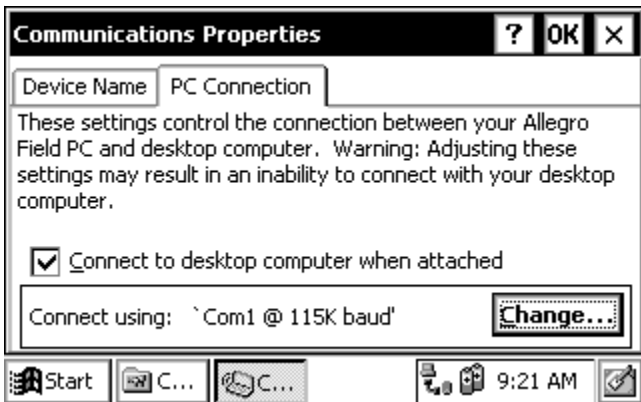 Communications Properties ? OK ×
Device Name PC Connection
These settings control the connection between your Allegro
Field PC and desktop computer. Warning: Adjusting these
settings may result in an inability to connect with your desktop
computer.
Connect to desktop computer when attached
Connect using: `Com1 @ 115K baud' Change...
Start C... C... 9:21 AM